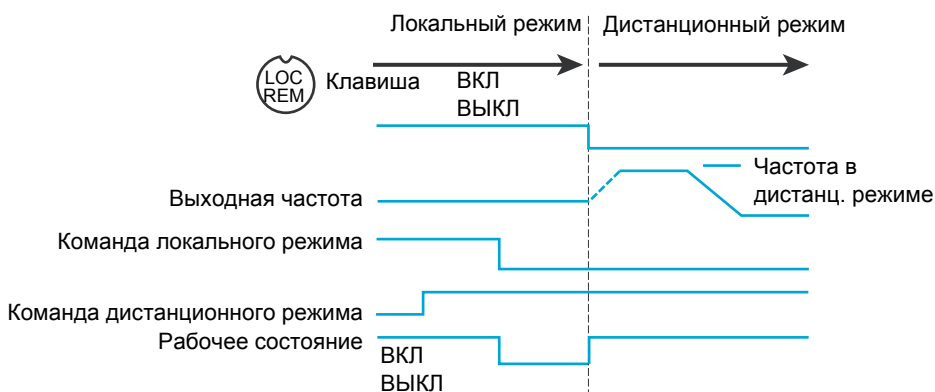 Локальный режим
Дистанционный режим
LOC
REM
Клавиша
ВКЛ
ВЫКЛ
Частота в
дистанц. режиме
Выходная частота
Команда локального режима
Команда дистанционного режима
Рабочее состояние
ВКЛ
ВЫКЛ